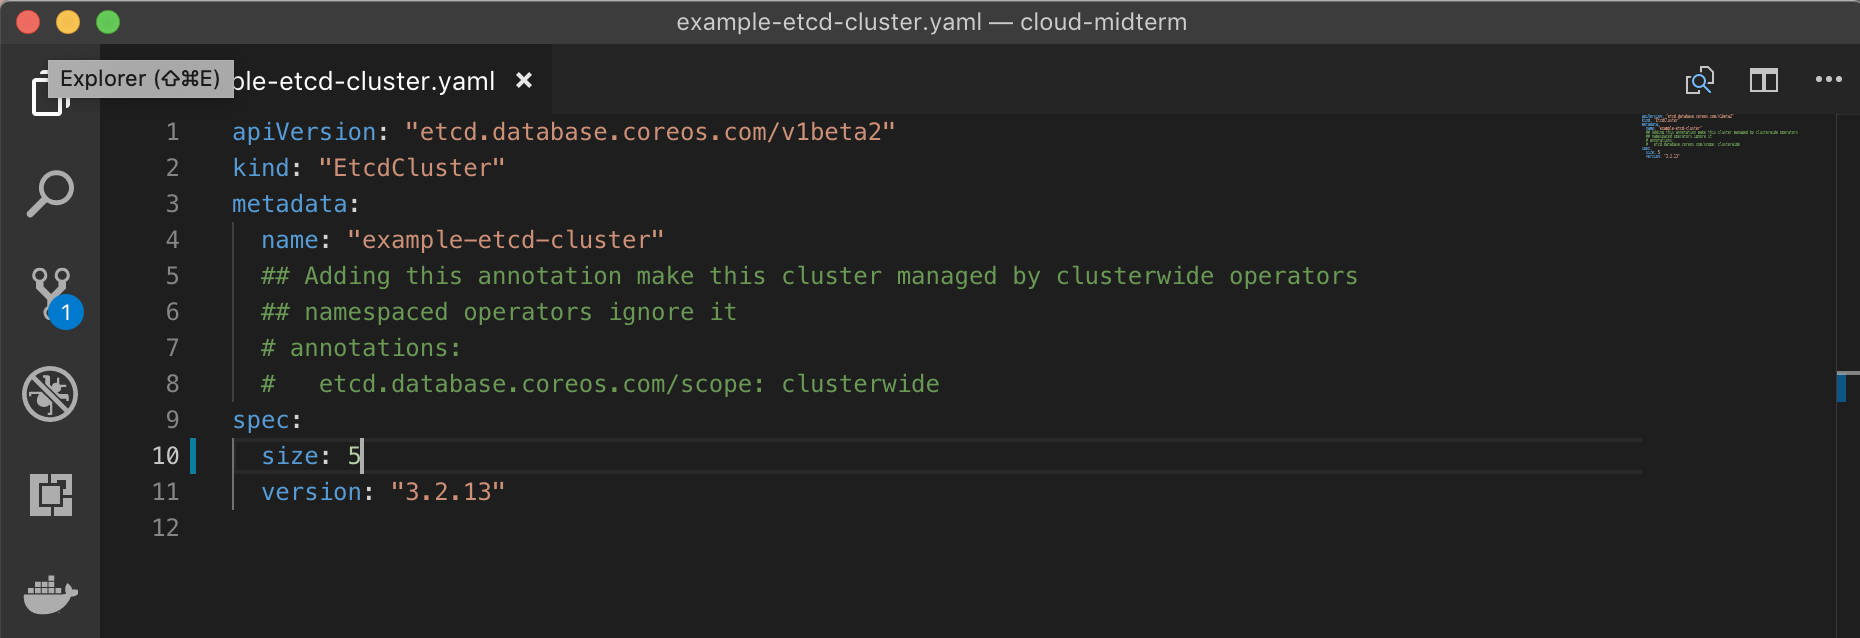 example-etcd-cluster.yaml — cloud-midterm
Explorer (⇧⌘E)
ple-etcd-cluster.yaml ×
1 apiVersion: "etcd.database.coreos.com/v1beta2"
2 kind: "EtcdCluster"
3 metadata:
4   name: "example-etcd-cluster"
5   ## Adding this annotation make this cluster managed by clusterwide operators
6   ## namespaced operators ignore it
7   # annotations:
8   #   etcd.database.coreos.com/scope: clusterwide
9 spec:
10   size: 5
11   version: "3.2.13"
12
1